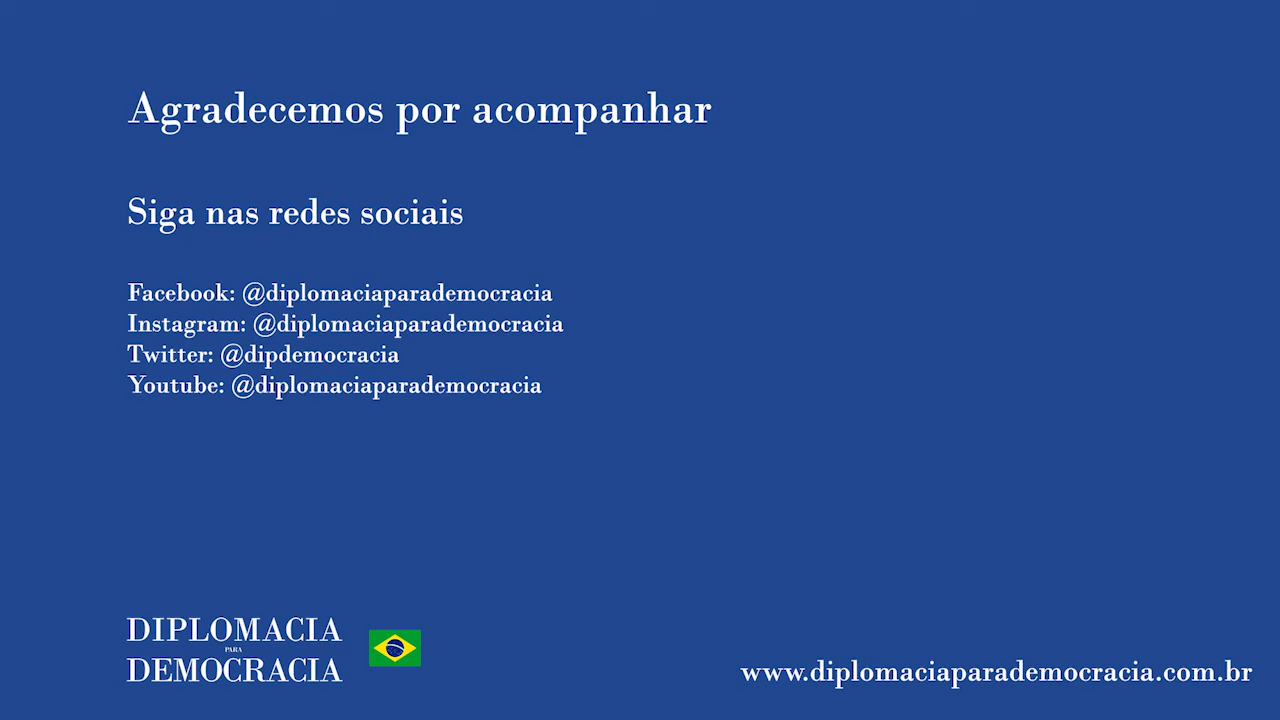 Agradecemos por acompanhar
Siga nas redes sociais
Facebook: @diplomaciaparademocracia
Instagram: @diplomaciaparademocracia
Twitter: @dipdemocracia
Youtube: @diplomaciaparademocracia
DIPLOMACIA
PARA
DEMOCRACIA
www.diplomaciaparademocracia.com.br